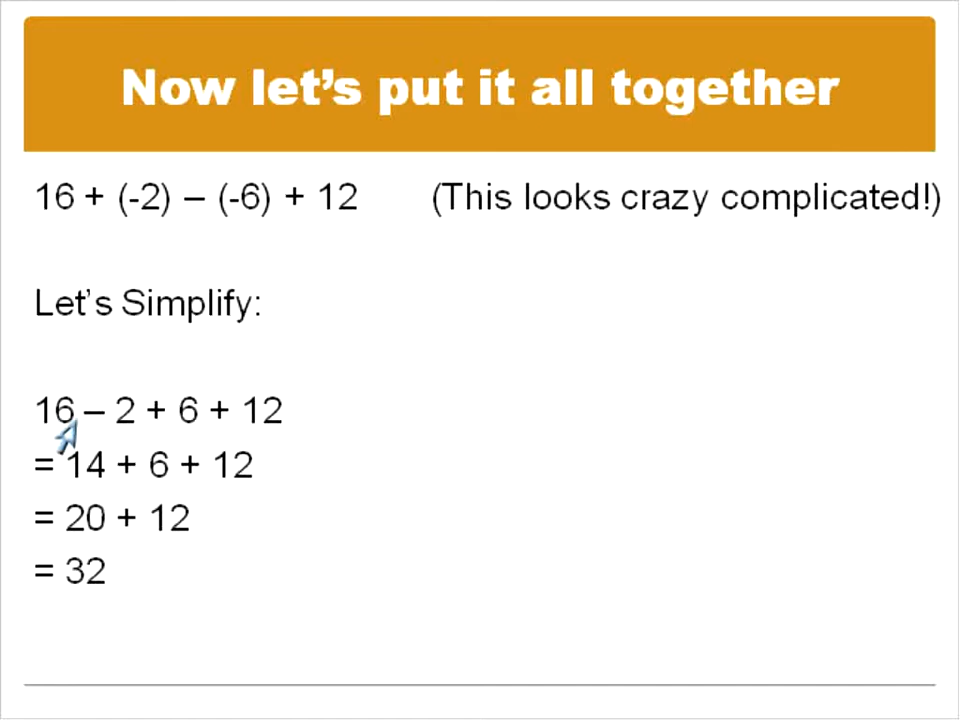 Now let's put it all together
16 + (-2) – (-6) + 12 (This looks crazy complicated!)
Let's Simplify:
16 – 2 + 6 + 12
= 14 + 6 + 12
= 20 + 12
= 32